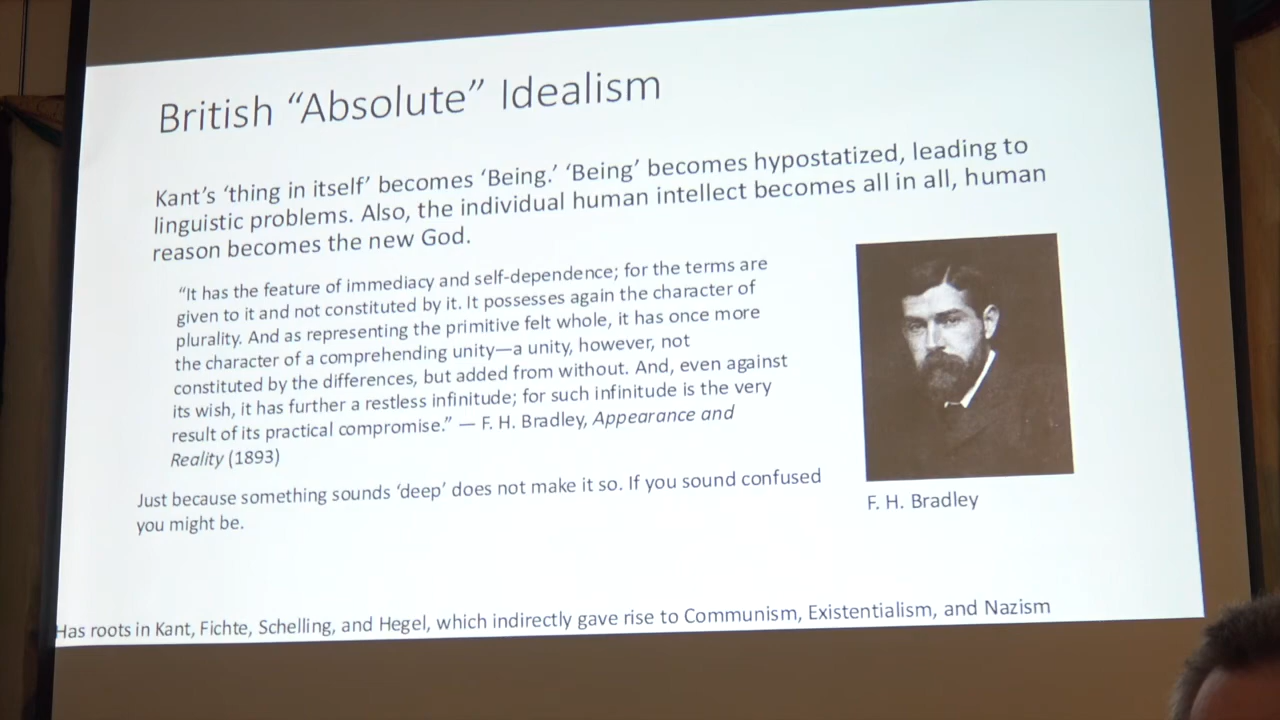 British “Absolute” Idealism
Kant’s ‘thing in itself’ becomes ‘Being.’ ‘Being’ becomes hypostatized, leading to
linguistic problems. Also, the individual human intellect becomes all in all, human
reason becomes the new God.
“It has the feature of immediacy and self-dependence; for the terms are
given to it and not constituted by it. It possesses again the character of
plurality. And as representing the primitive felt whole, it has once more
the character of a comprehending unity—a unity, however, not
constituted by the differences, but added from without. And, even against
its wish, it has further a restless infinitude; for such infinitude is the very
result of its practical compromise.” — F. H. Bradley, Appearance and
Reality (1893)
Just because something sounds ‘deep’ does not make it so. If you sound confused
you might be.
F. H. Bradley
Has roots in Kant, Fichte, Schelling, and Hegel, which indirectly gave rise to Communism, Existentialism, and Nazism